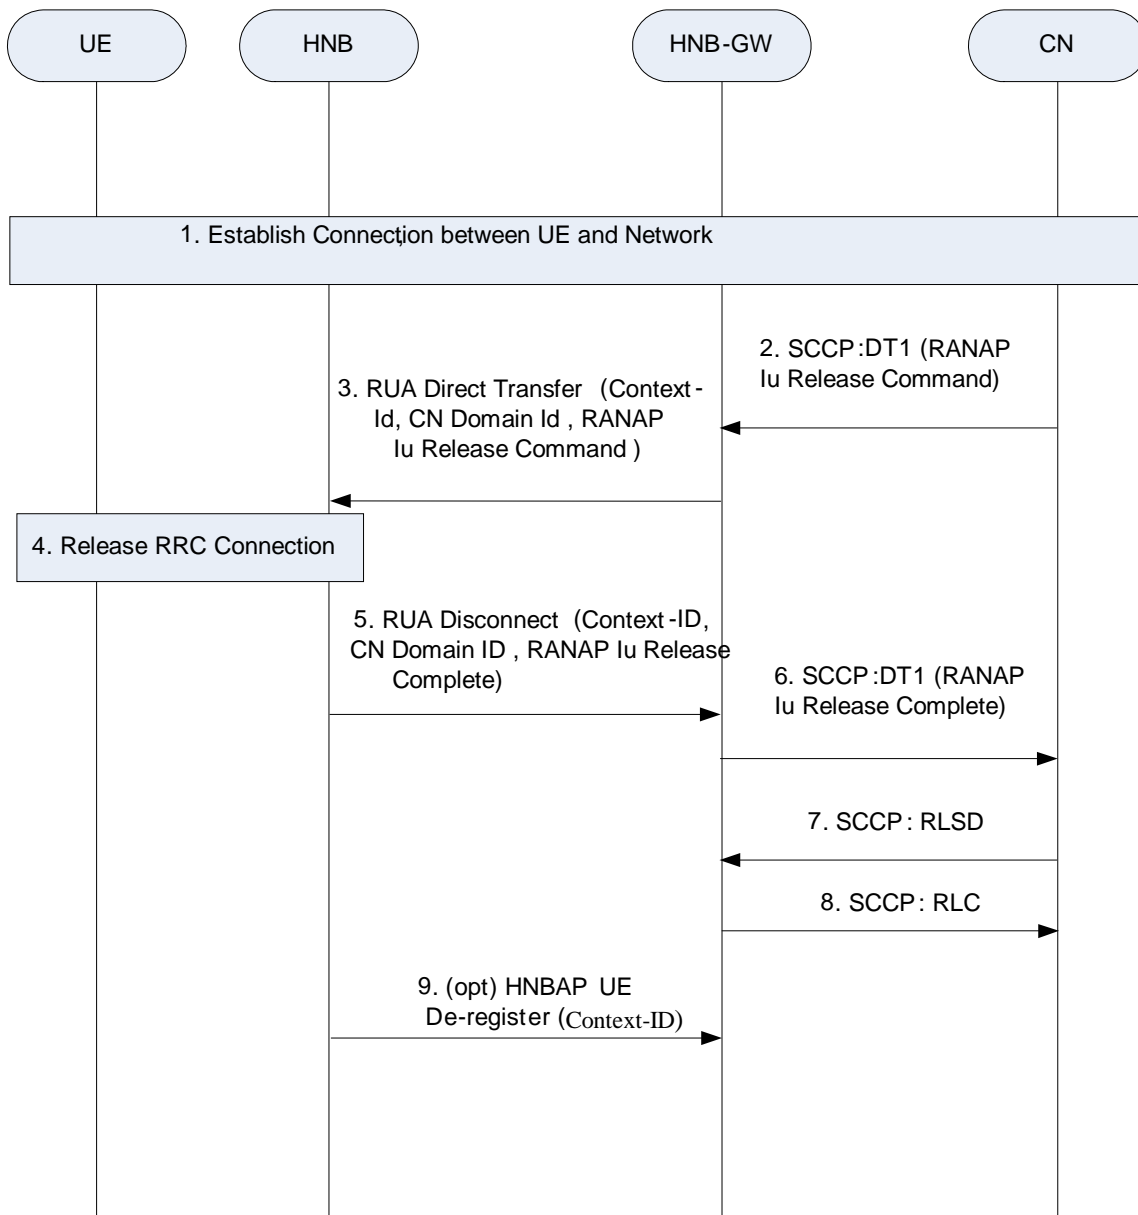 UE
HNB
HNB-GW
CN
1. Establish Connection, between UE and Network
2. SCCP:DT1 (RANAP
Iu Release Command)
3. RUA Direct Transfer (Context-
Id, CN Domain Id , RANAP
Iu Release Command )
4. Release RRC Connection
5. RUA Disconnect (Context-ID,
CN Domain ID , RANAP Iu Release
Complete)
6. SCCP:DT1 (RANAP
Iu Release Complete)
7. SCCP: RLSD
8. SCCP: RLC
9. (opt) HNBAP UE
De-register (Context-ID)